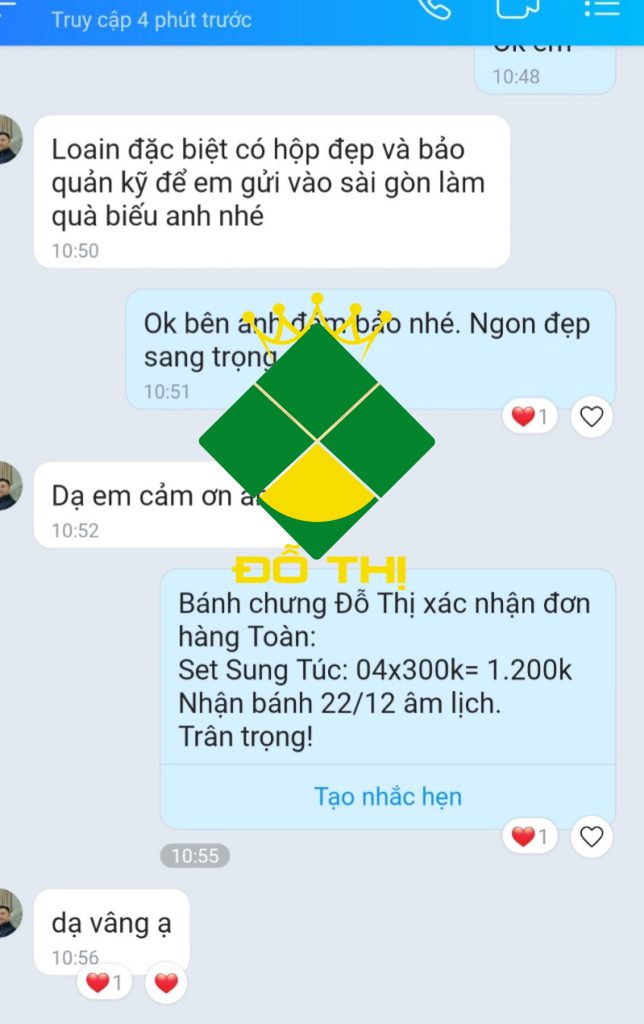 Truy cập 4 phút trước
Ok em
10:48
Loain đặc biệt có hộp đẹp và bảo
quản kỹ để em gửi vào sài gòn làm
quà biếu anh nhé
10:50
Ok bên anh đảm bảo nhé. Ngon đẹp
sang trọng
10:51
1
Dạ em cảm ơn
10:52
ĐỖ THỊ
Bánh chưng Đỗ Thị xác nhận đơn
hàng Toàn:
Set Sung Túc: 04x300k= 1.200k
Nhận bánh 22/12 âm lịch.
Trân trọng!
Tạo nhắc hẹn
1
10:55
dạ vâng ạ
10:56
1